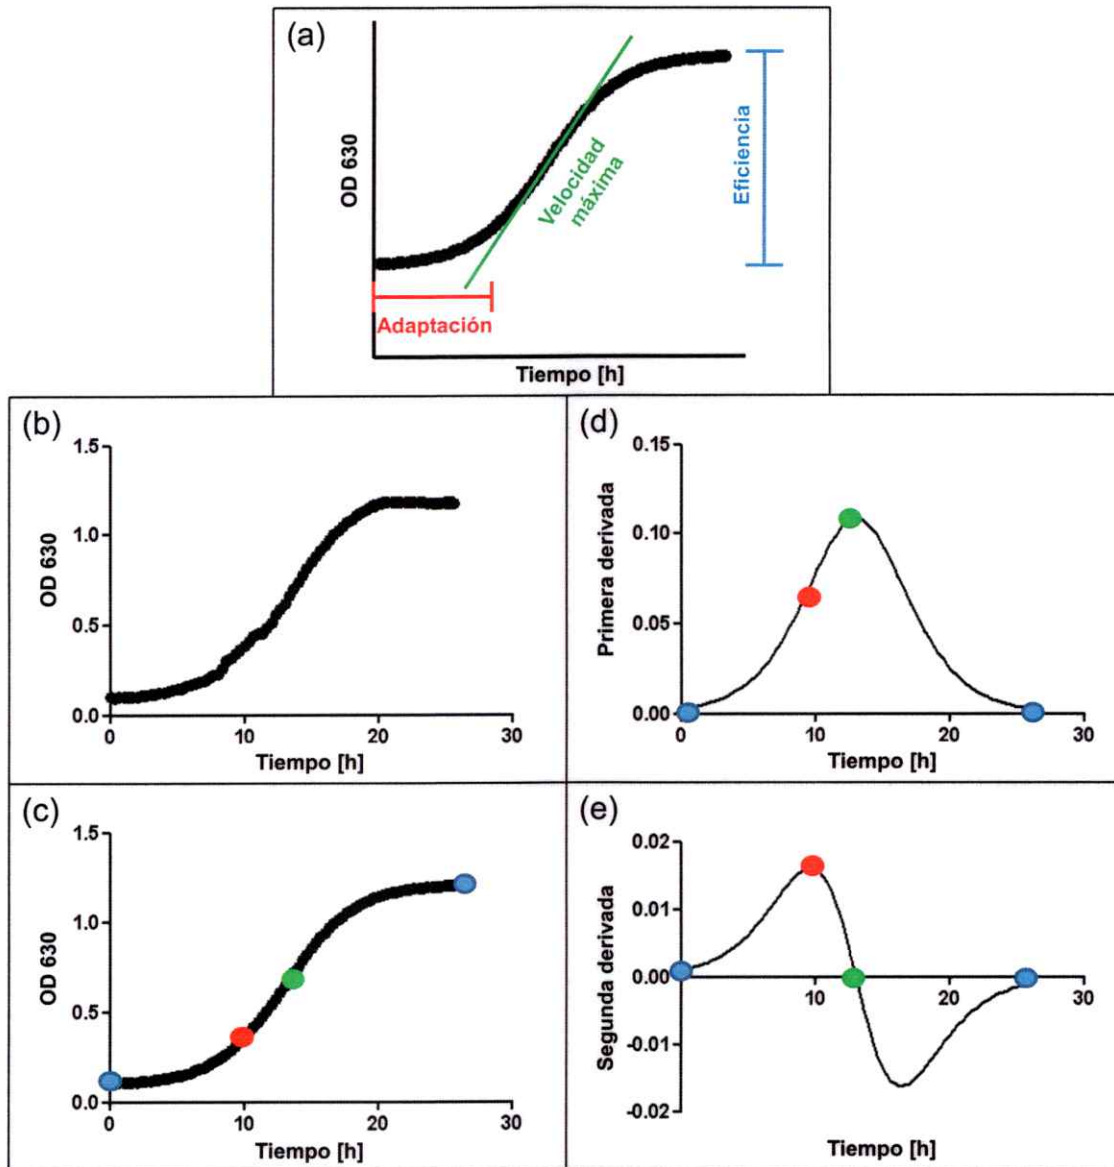 (a)
OD 630
Velocidad
máxima
Eficiencia
Adaptación
Tiempo [h]
(b)
1.5
1.0
0.5
0.0
OD 630
0
10
20
30
Tiempo [h]
(d)
0.15
0.10
0.05
0.00
Primera derivada
0
10
20
30
Tiempo [h]
(c)
1.5
1.0
0.5
0.0
OD 630
0
10
20
30
Tiempo [h]
(e)
0.02
0.01
0.00
-0.01
-0.02
Segunda derivada
10
20
30
Tiempo [h]